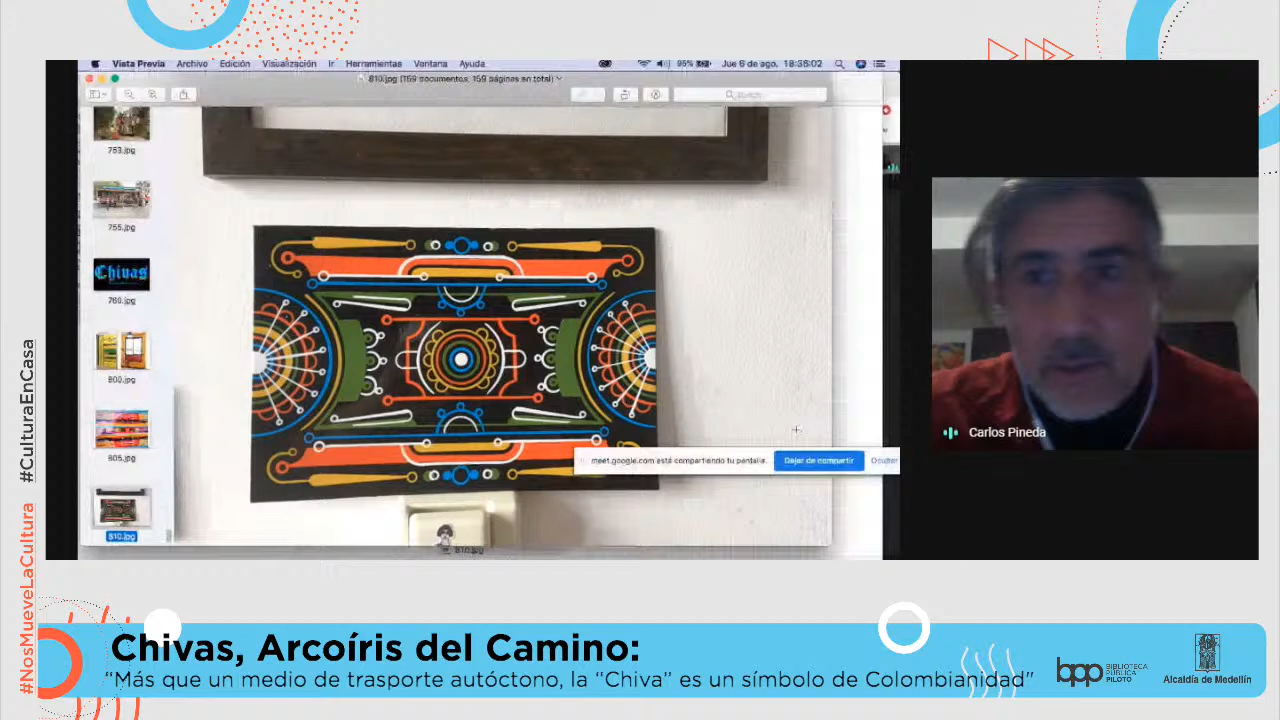 Vista Previa Archivo Edición Visualización Ir Herramientas Ventana Ayuda 95% Jue 6 de ago. 18:38:02
810.jpg (159 documentos, 159 páginas en total)
753.jpg
755.jpg
Chivas
760.jpg
800.jpg
805.jpg
810.jpg
meet.google.com está compartiendo tu pantalla. Dejar de compartir Ocultar
810.jpg
Carlos Pineda
#CulturaEnCasa
#NosMueveLaCultura
Chivas, Arcoíris del Camino:
"Más que un medio de trasporte autóctono, la "Chiva" es un símbolo de Colombianidad"
bpp BIBLIOTECA
PÚBLICA
PILOTO
Alcaldía de Medellín